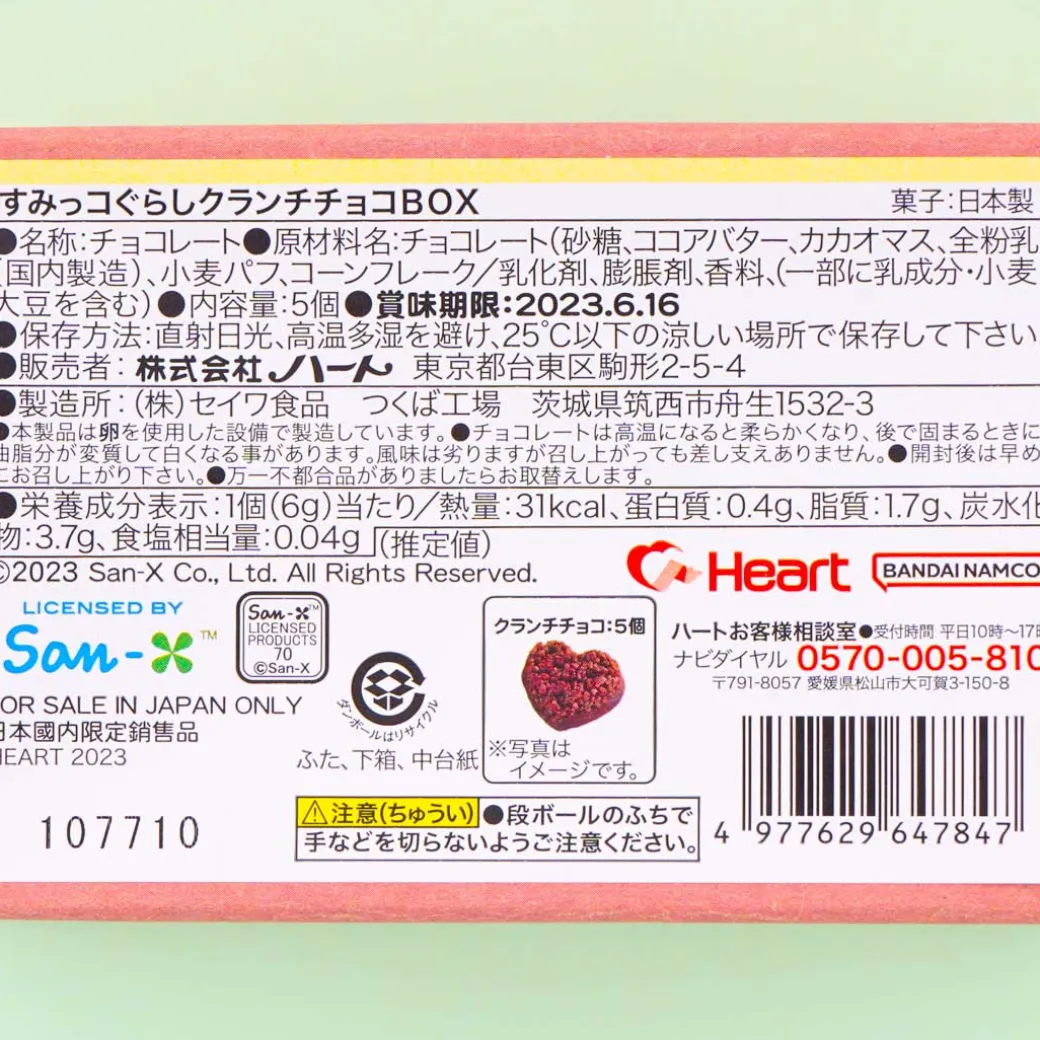 すみっコぐらしクランチチョコBOX 菓子:日本製
●名称:チョコレート●原材料名:チョコレート(砂糖、ココアバター、カカオマス、全粉乳
(国内製造)、小麦パフ、コーンフレーク/乳化剤、膨脹剤、香料、(一部に乳成分・小麦
大豆を含む)●内容量:5個●賞味期限:2023.6.16
●保存方法:直射日光、高温多湿を避け、25℃以下の涼しい場所で保存して下さい
●販売者:株式会社ハート 東京都台東区駒形2-5-4
●製造所:(株)セイワ食品 つくば工場 茨城県筑西市舟生1532-3
●本製品は卵を使用した設備で製造しています。●チョコレートは高温になると柔らかくなり、後で固まるときに
油脂分が変質して白くなる事があります。風味は劣りますが召し上がっても差し支えありません。●開封後は早め
にお召し上がり下さい。●万一不都合品がありましたらお取替えします。
●栄養成分表示:1個(6g)当たり/熱量:31kcal、蛋白質:0.4g、脂質:1.7g、炭水化
物:3.7g、食塩相当量:0.04g (推定値)
©2023 San-X Co., Ltd. All Rights Reserved.
Heart BANDAI NAMCO
LICENSED BY
San-X™
San-X™
LICENSED
PRODUCTS
70
©San-X
FOR SALE IN JAPAN ONLY
日本國内限定銷售品
HEART 2023
ダンボールはリサイクル
ふた、下箱、中台紙
クランチチョコ:5個
※写真は
イメージです。
ハートお客様相談室●受付時間 平日10時〜17時
ナビダイヤル 0570-005-810
〒791-8057 愛媛県松山市大可賀3-150-8
107710
⚠注意(ちゅうい)●段ボールのふちで
手などを切らないようご注意ください。
4 977629 647847